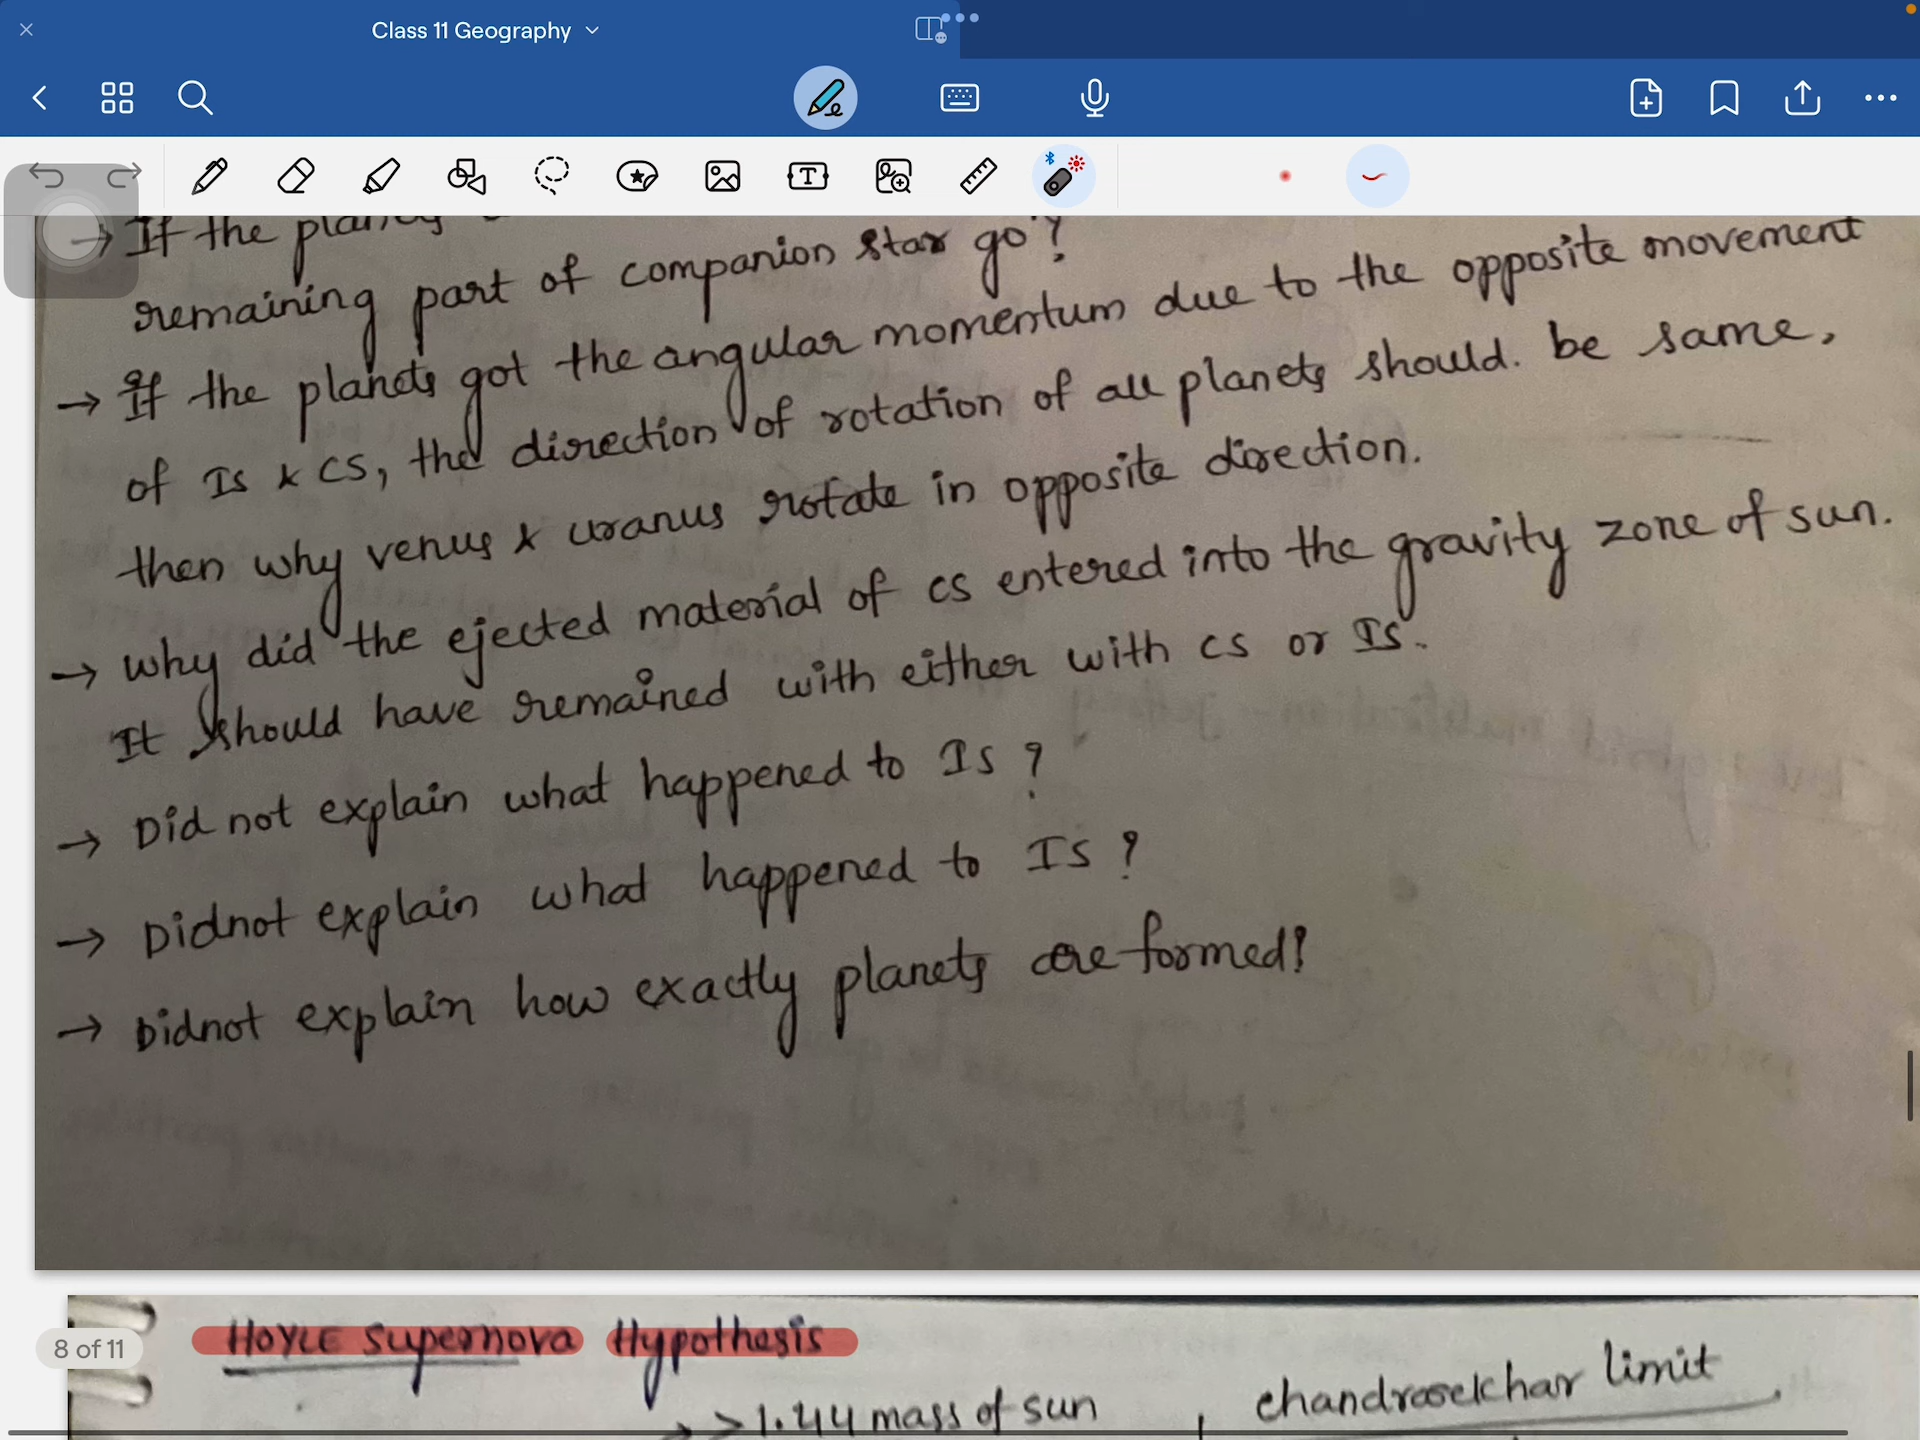 Class 11 Geography
→ If the
remaining part of companion star go?
→ If the planets got the angular momentum due to the opposite movement
of IS & CS, the direction of rotation of all planets should. be same,
then why venus & uranus rotate in opposite direction.
→ why did the ejected material of CS entered into the gravity zone of sun.
It should have remained with either with CS or IS.
→ Did not explain what happened to IS ?
→ Didnot explain what happened to IS ?
→ Didnot explain how exactly planets are formed?
8 of 11
HOYLE Supernova Hypothesis
→ >1.44 mass of sun
chandrasekhar limit